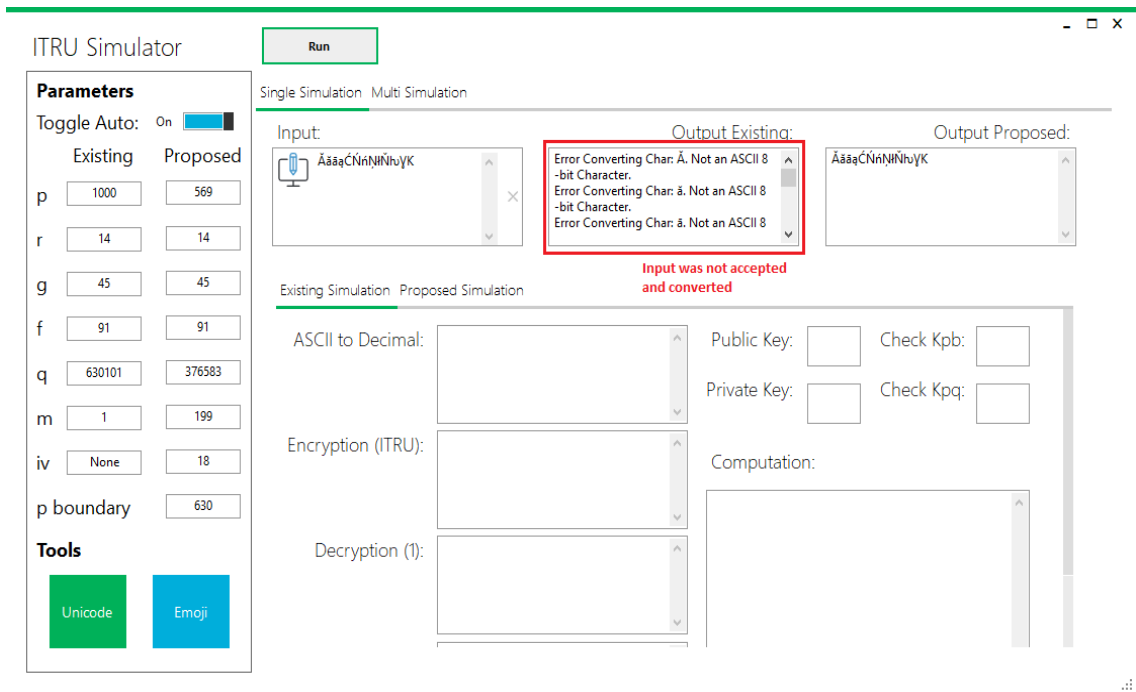 ITRU Simulator
Run
Parameters
Toggle Auto: On
Existing Proposed
p 1000 569
r 14 14
g 45 45
f 91 91
q 630101 376583
m 1 199
iv None 18
p boundary 630
Tools
Unicode Emoji
Single Simulation Multi Simulation
Input:
Output Existing:
Output Proposed:
Error Converting Char: Ă. Not an ASCII 8
-bit Character.
Error Converting Char: ă. Not an ASCII 8
-bit Character.
Error Converting Char: ā. Not an ASCII 8
Input was not accepted
and converted
Existing Simulation Proposed Simulation
ASCII to Decimal:
Public Key: Check Kpb:
Private Key: Check Kpq:
Encryption (ITRU):
Computation:
Decryption (1):